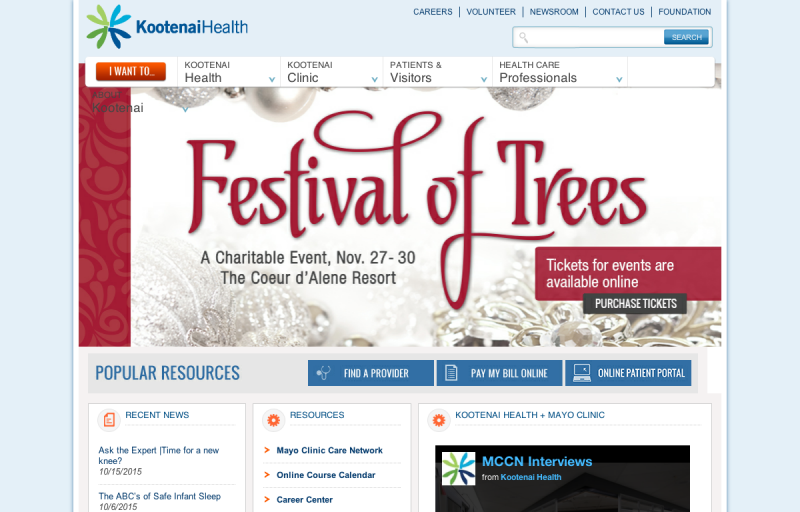 CAREERS VOLUNTEER NEWSROOM CONTACT US FOUNDATION
KootenaiHealth
SEARCH
I WANT TO...
KOOTENAI
Health
KOOTENAI
Clinic
PATIENTS &
Visitors
HEALTH CARE
Professionals
Kootenai
Festival of Trees
A Charitable Event, Nov. 27- 30
The Coeur d'Alene Resort
Tickets for events are
available online
PURCHASE TICKETS
POPULAR RESOURCES
FIND A PROVIDER
PAY MY BILL ONLINE
ONLINE PATIENT PORTAL
RECENT NEWS
Ask the Expert |Time for a new
knee?
10/15/2015
The ABC's of Safe Infant Sleep
10/6/2015
RESOURCES
Mayo Clinic Care Network
Online Course Calendar
Career Center
KOOTENAI HEALTH + MAYO CLINIC
MCCN Interviews
from Kootenai Health